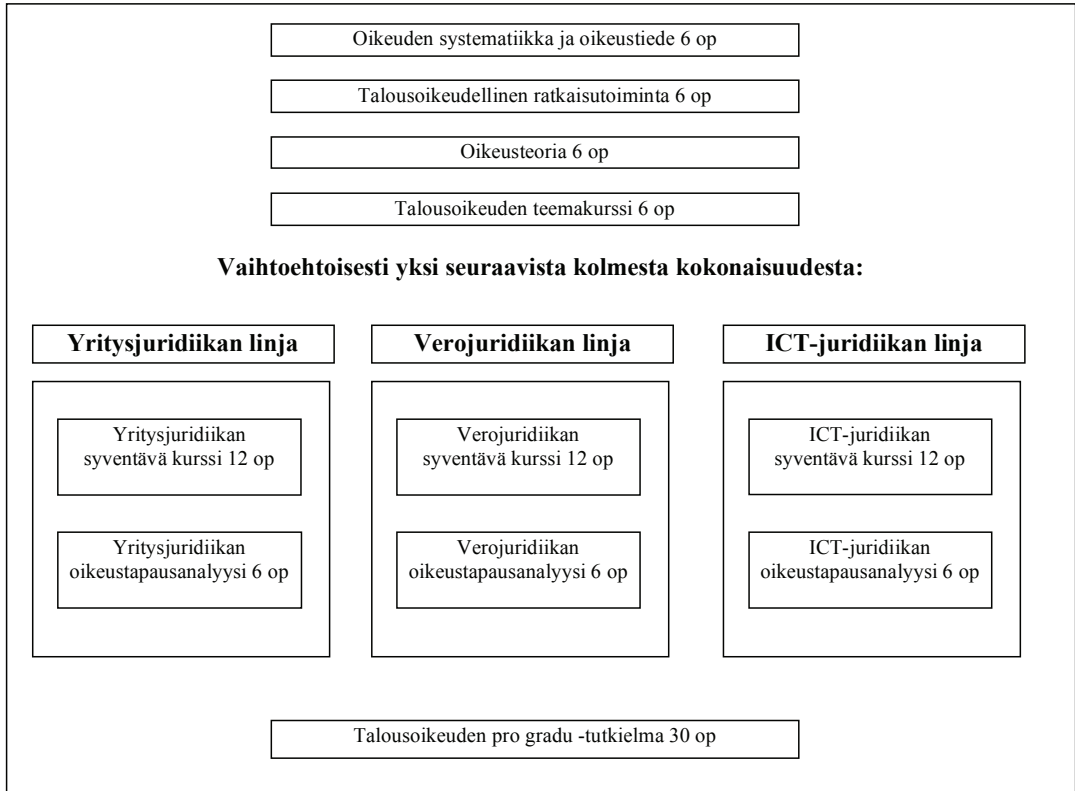 Oikeuden systematiikka ja oikeustiede 6 op
Talousoikeudellinen ratkaisutoiminta 6 op
Oikeusteoria 6 op
Talousoikeuden teemakurssi 6 op
Vaihtoehtoisesti yksi seuraavista kolmesta kokonaisuudesta:
Yritysjuridiikan linja
Verojuridiikan linja
ICT-juridiikan linja
Yritysjuridiikan
syventävä kurssi 12 op
Verojuridiikan
syventävä kurssi 12 op
ICT-juridiikan
syventävä kurssi 12 op
Yritysjuridiikan
oikeustapausanalyysi 6 op
Verojuridiikan
oikeustapausanalyysi 6 op
ICT-juridiikan
oikeustapausanalyysi 6 op
Talousoikeuden pro gradu -tutkielma 30 op